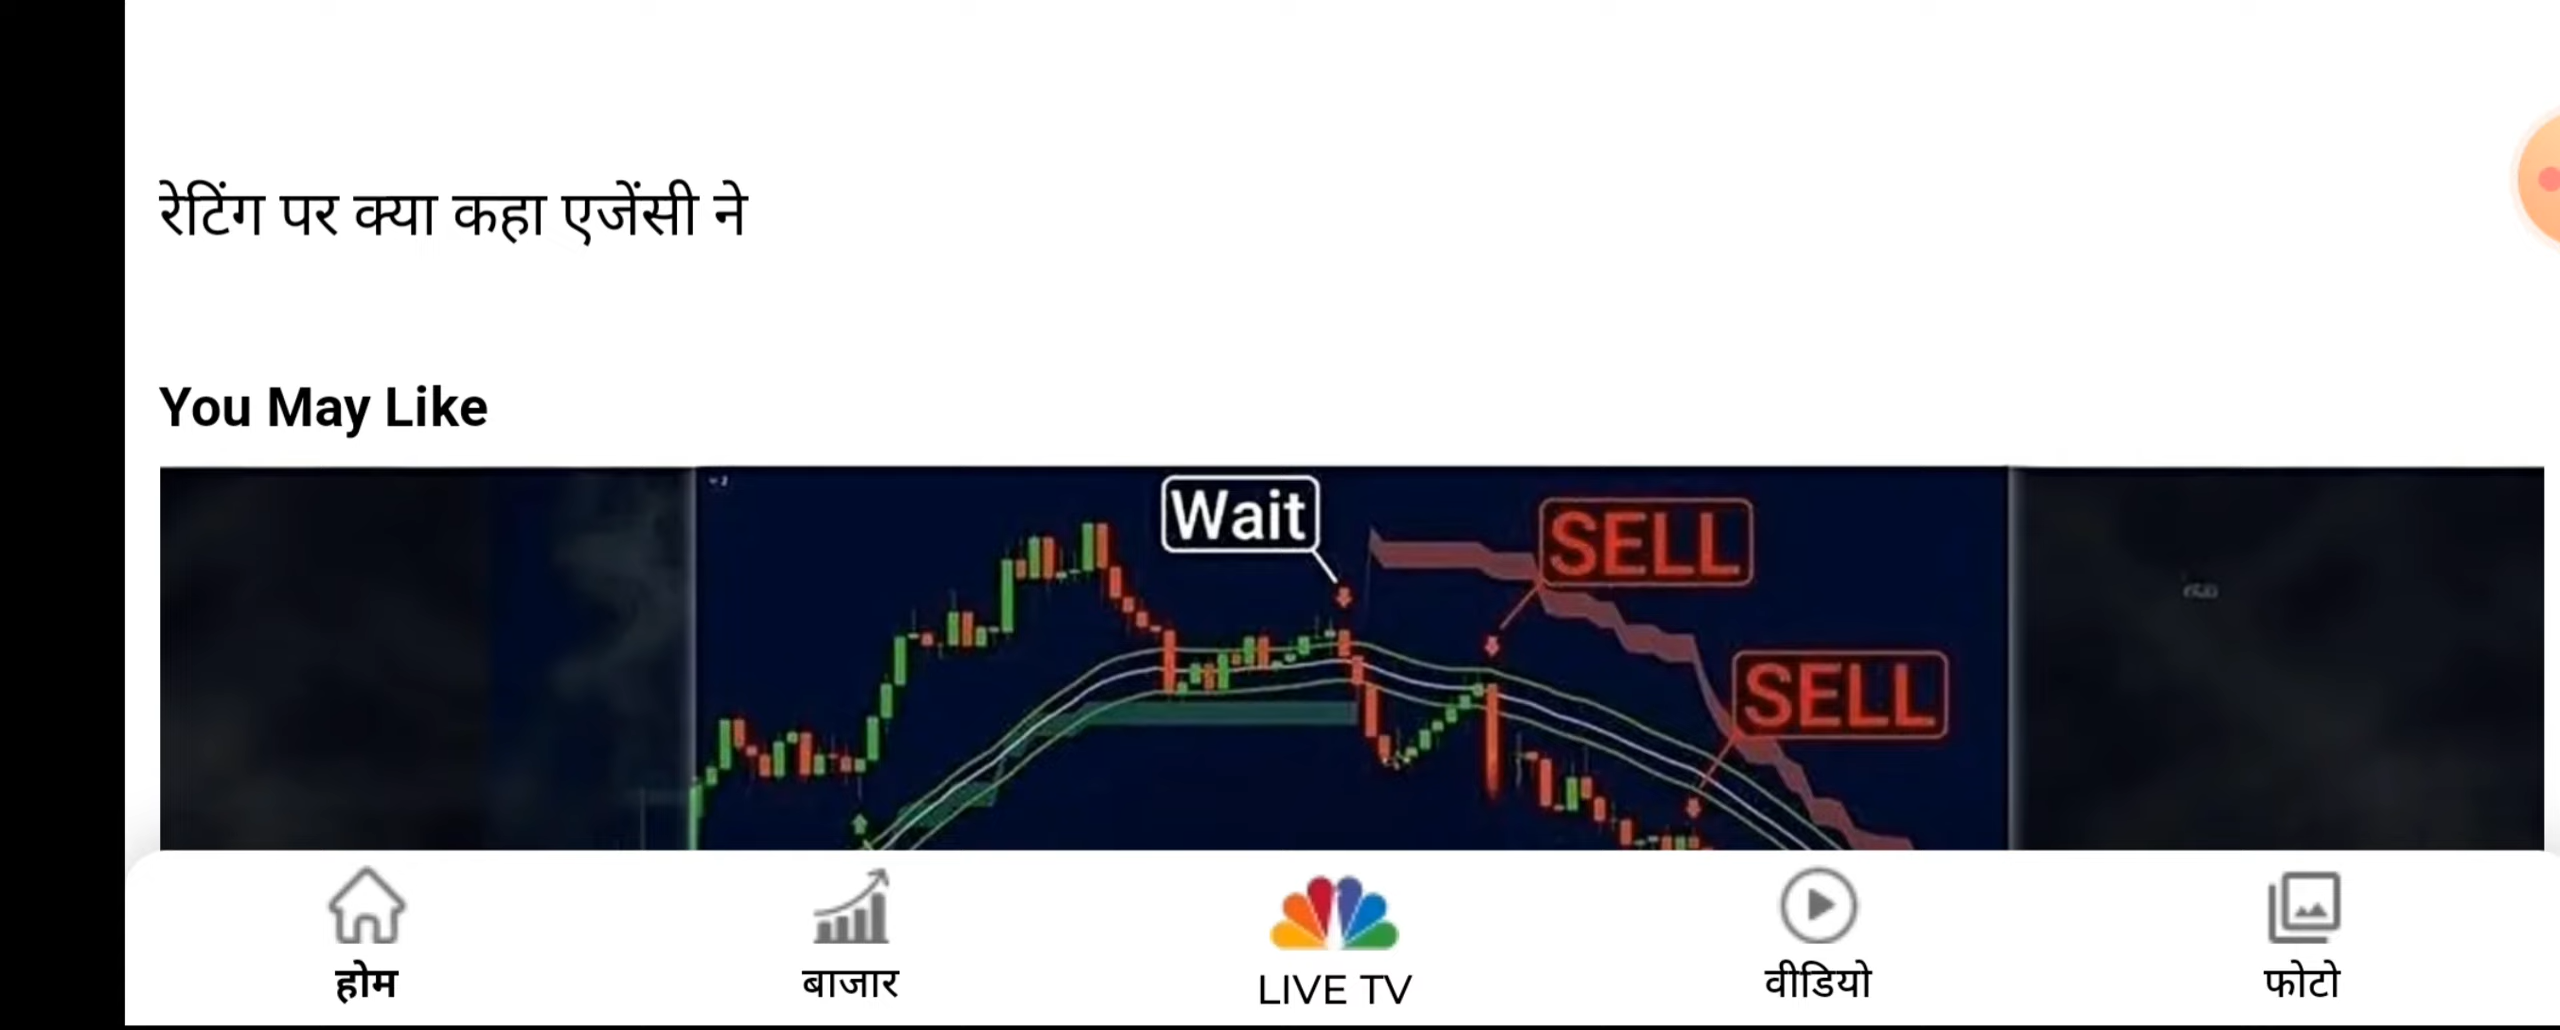 रेटिंग पर क्या कहा एजेंसी ने
You May Like
Wait
SELL
SELL
होम
बाजार
LIVE TV
वीडियो
फोटो